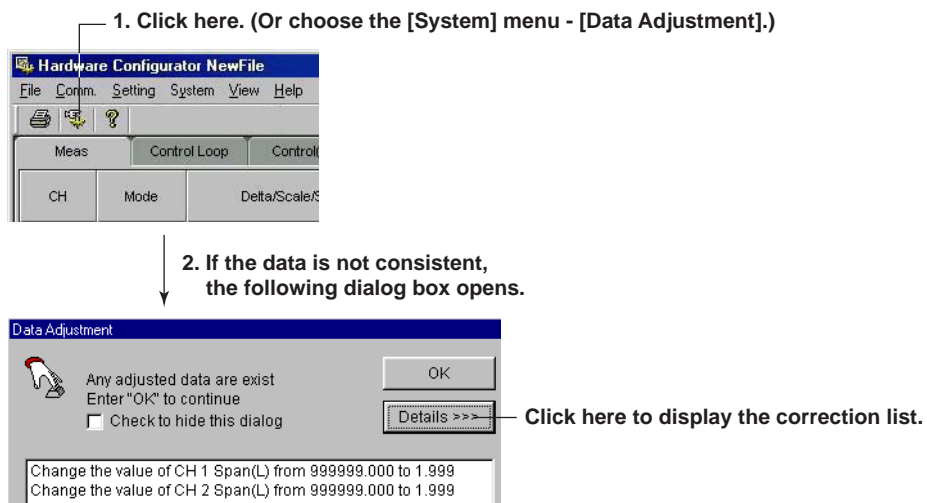 1. Click here. (Or choose the [System] menu - [Data Adjustment].)
Hardware Configurator NewFile
File Comm. Setting System View Help
Meas Control Loop Control(
CH Mode Delta/Scale/S
2. If the data is not consistent,
the following dialog box opens.
Data Adjustment
Any adjusted data are exist
Enter "OK" to continue
Check to hide this dialog
OK
Details >>>
Click here to display the correction list.
Change the value of CH 1 Span(L) from 999999.000 to 1.999
Change the value of CH 2 Span(L) from 999999.000 to 1.999